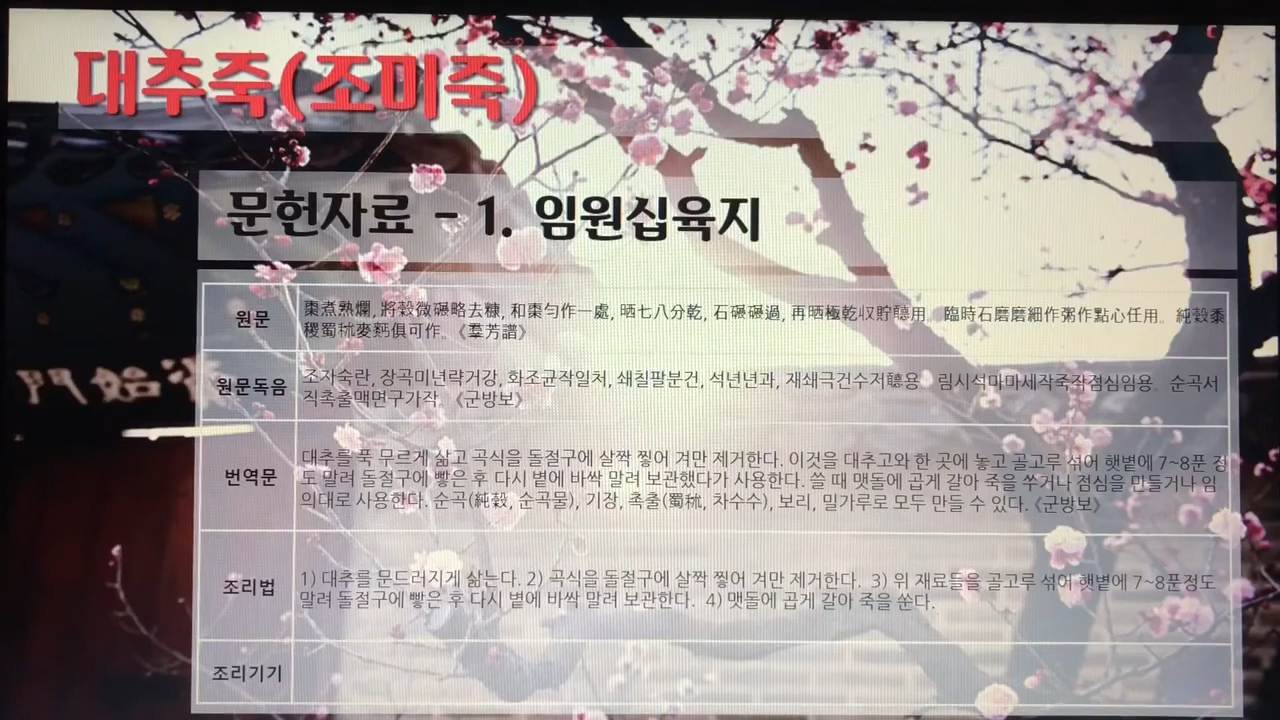 대추죽(조미죽)
문헌자료 - 1. 임원십육지
원문
棗煮熟爛, 將穀微碾略去糠, 和棗勻作一處, 晒七八分乾, 石碾碾過, 再晒極乾收貯聽用。臨時石磨磨細作粥作點心任用。純穀黍
稷蜀秫麥麪俱可作。《羣芳譜》
원문독음
조자숙란, 장곡미년략거강, 화조균작일처, 쇄칠팔분건, 석년년과, 재쇄극건수저聽용。림시석마마세작죽작점심임용。순곡서
직촉출맥면구가작。《군방보》
번역문
대추를 푹 무르게 삶고 곡식을 돌절구에 살짝 찧어 겨만 제거한다. 이것을 대추고와 한 곳에 놓고 골고루 섞어 햇볕에 7~8푼 정
도 말려 돌절구에 빻은 후 다시 볕에 바싹 말려 보관했다가 사용한다. 쓸 때 맷돌에 곱게 갈아 죽을 쑤거나 점심을 만들거나 임
의대로 사용한다. 순곡(純穀, 순곡물), 기장, 촉출(蜀秫, 차수수), 보리, 밀가루로 모두 만들 수 있다.《군방보》
조리법
1) 대추를 문드러지게 삶는다. 2) 곡식을 돌절구에 살짝 찧어 겨만 제거한다. 3) 위 재료들을 골고루 섞어 햇볕에 7~8푼정도
말려 돌절구에 빻은 후 다시 볕에 바싹 말려 보관한다. 4) 맷돌에 곱게 갈아 죽을 쑨다.
조리기기